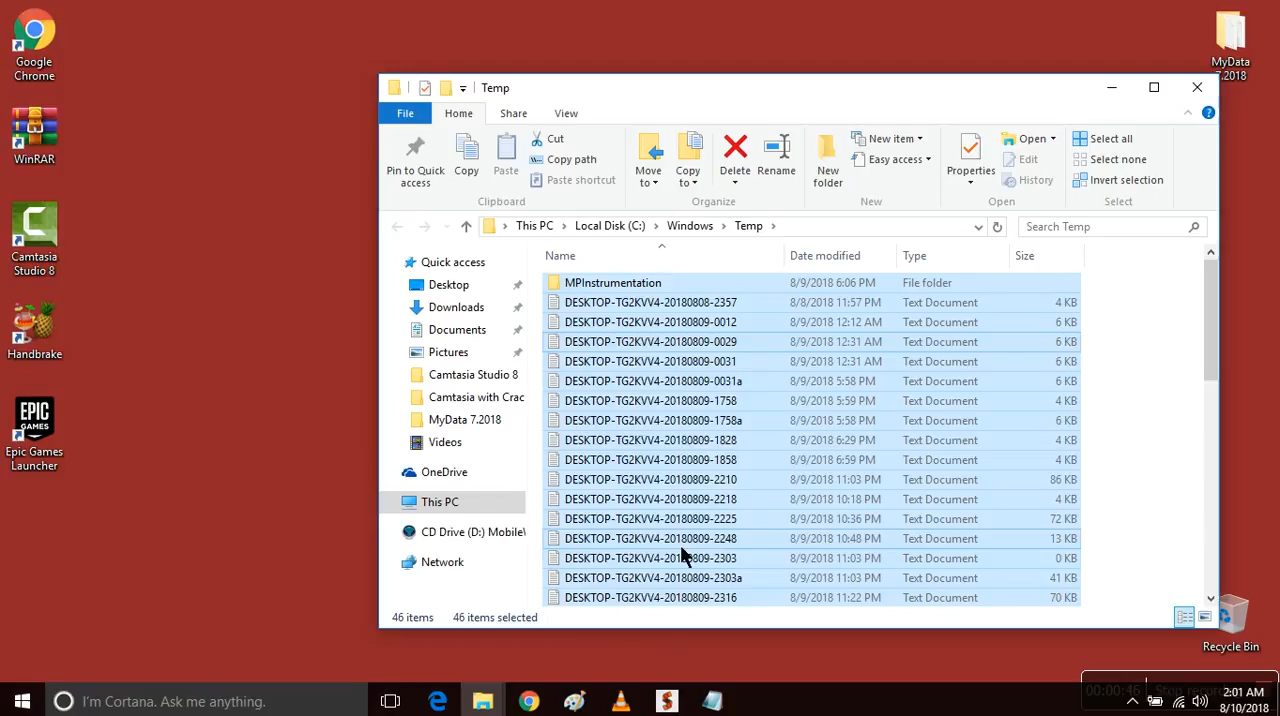 Google
Chrome
WinRAR
Camtasia
Studio 8
Handbrake
EPIC
GAMES
Epic Games
Launcher
MyData
7.2018
Recycle Bin
Temp
File Home Share View
Pin to Quick
access
Copy
Paste
Cut
Copy path
Paste shortcut
Clipboard
Move
to
Copy
to
Delete
Rename
Organize
New
folder
New item
Easy access
New
Properties
Open
Edit
History
Open
Select all
Select none
Invert selection
Select
This PC Local Disk (C:) Windows Temp
Search Temp
Quick access
Desktop
Downloads
Documents
Pictures
Camtasia Studio 8
Camtasia with Crac
MyData 7.2018
Videos
OneDrive
This PC
CD Drive (D:) Mobile
Network
Name Date modified Type Size
MPInstrumentation 8/9/2018 6:06 PM File folder
DESKTOP-TG2KVV4-20180808-2357 8/8/2018 11:57 PM Text Document 4 KB
DESKTOP-TG2KVV4-20180809-0012 8/9/2018 12:12 AM Text Document 6 KB
DESKTOP-TG2KVV4-20180809-0029 8/9/2018 12:31 AM Text Document 6 KB
DESKTOP-TG2KVV4-20180809-0031 8/9/2018 12:31 AM Text Document 6 KB
DESKTOP-TG2KVV4-20180809-0031a 8/9/2018 5:58 PM Text Document 6 KB
DESKTOP-TG2KVV4-20180809-1758 8/9/2018 5:59 PM Text Document 4 KB
DESKTOP-TG2KVV4-20180809-1758a 8/9/2018 5:58 PM Text Document 6 KB
DESKTOP-TG2KVV4-20180809-1828 8/9/2018 6:29 PM Text Document 4 KB
DESKTOP-TG2KVV4-20180809-1858 8/9/2018 6:59 PM Text Document 4 KB
DESKTOP-TG2KVV4-20180809-2210 8/9/2018 11:03 PM Text Document 86 KB
DESKTOP-TG2KVV4-20180809-2218 8/9/2018 10:18 PM Text Document 4 KB
DESKTOP-TG2KVV4-20180809-2225 8/9/2018 10:36 PM Text Document 72 KB
DESKTOP-TG2KVV4-20180809-2248 8/9/2018 10:48 PM Text Document 13 KB
DESKTOP-TG2KVV4-20180809-2303 8/9/2018 11:03 PM Text Document 0 KB
DESKTOP-TG2KVV4-20180809-2303a 8/9/2018 11:03 PM Text Document 41 KB
DESKTOP-TG2KVV4-20180809-2316 8/9/2018 11:22 PM Text Document 70 KB
46 items 46 items selected
I'm Cortana. Ask me anything.
00:00:46 Stop
2:01 AM
8/10/2018